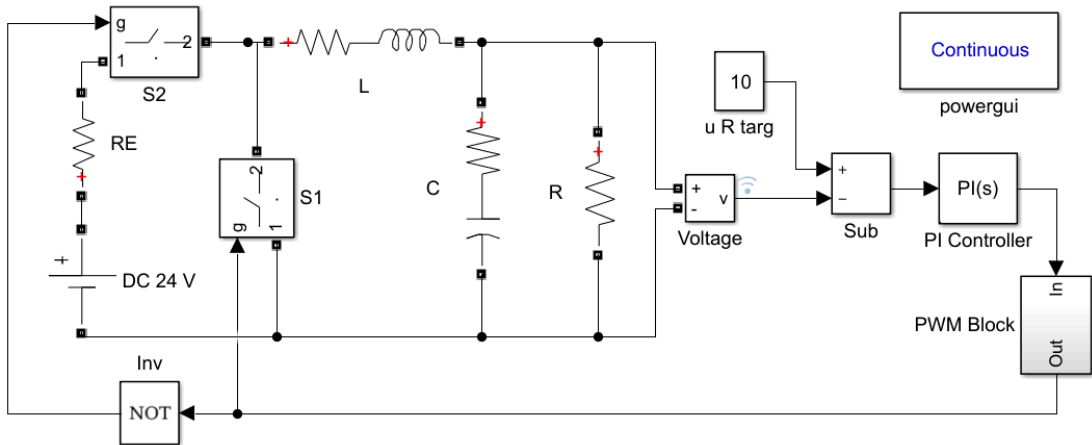 g
1
2
S2
RE
DC 24 V
L
2
g
1
S1
C
R
+
-
v
Voltage
10
u R targ
Continuous
powergui
+
−
Sub
PI(s)
PI Controller
In
Out
PWM Block
Inv
NOT